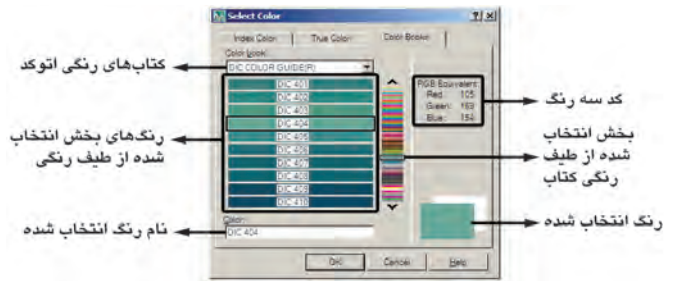 Select Color
Index Color
True Color
Color Books
Color book:
DIC COLOR GUIDE(R)
DIC 401
DIC 402
DIC 403
DIC 404
DIC 405
DIC 406
DIC 407
DIC 408
DIC 409
DIC 410
RGB Equivalent
Red: 105
Green:
Blue:
Color:
DIC 404
OK
Cancel
Help
کتاب‌های رنگی اتوکد
رنگ‌های بخش انتخاب
شده از طیف رنگی
نام رنگ انتخاب شده
کد سه رنگ
بخش انتخاب
شده از طیف
رنگی کتاب
رنگ انتخاب شده